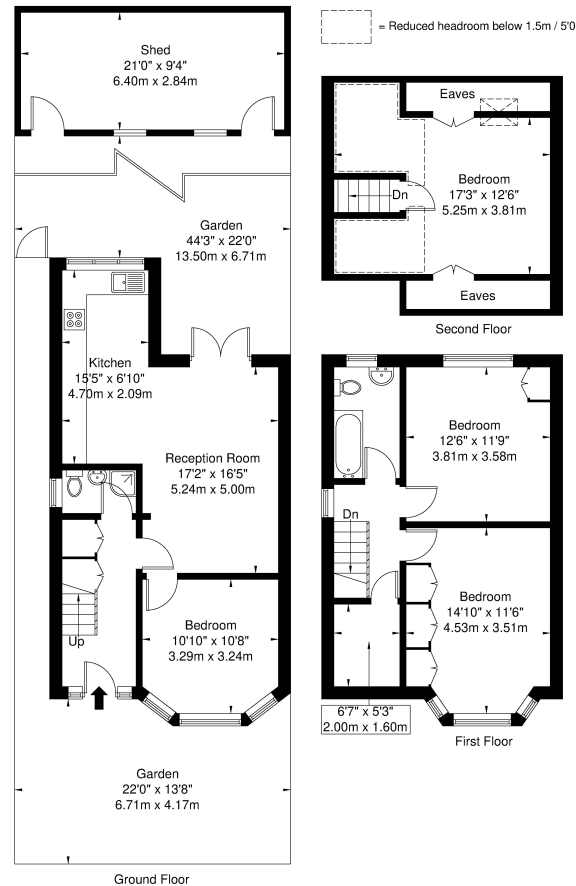 Shed
21'0" x 9'4"
6.40m x 2.84m
Garden
44'3" x 22'0"
13.50m x 6.71m
Kitchen
15'5" x 6'10"
4.70m x 2.09m
Reception Room
17'2" x 16'5"
5.24m x 5.00m
Up
Bedroom
10'10" x 10'8"
3.29m x 3.24m
Garden
22'0" x 13'8"
6.71m x 4.17m
Ground Floor
= Reduced headroom below 1.5m / 5'0
Eaves
Bedroom
17'3" x 12'6"
5.25m x 3.81m
Dn
Eaves
Second Floor
Bedroom
12'6" x 11'9"
3.81m x 3.58m
Dn
Bedroom
14'10" x 11'6"
4.53m x 3.51m
6'7" x 5'3"
2.00m x 1.60m
First Floor